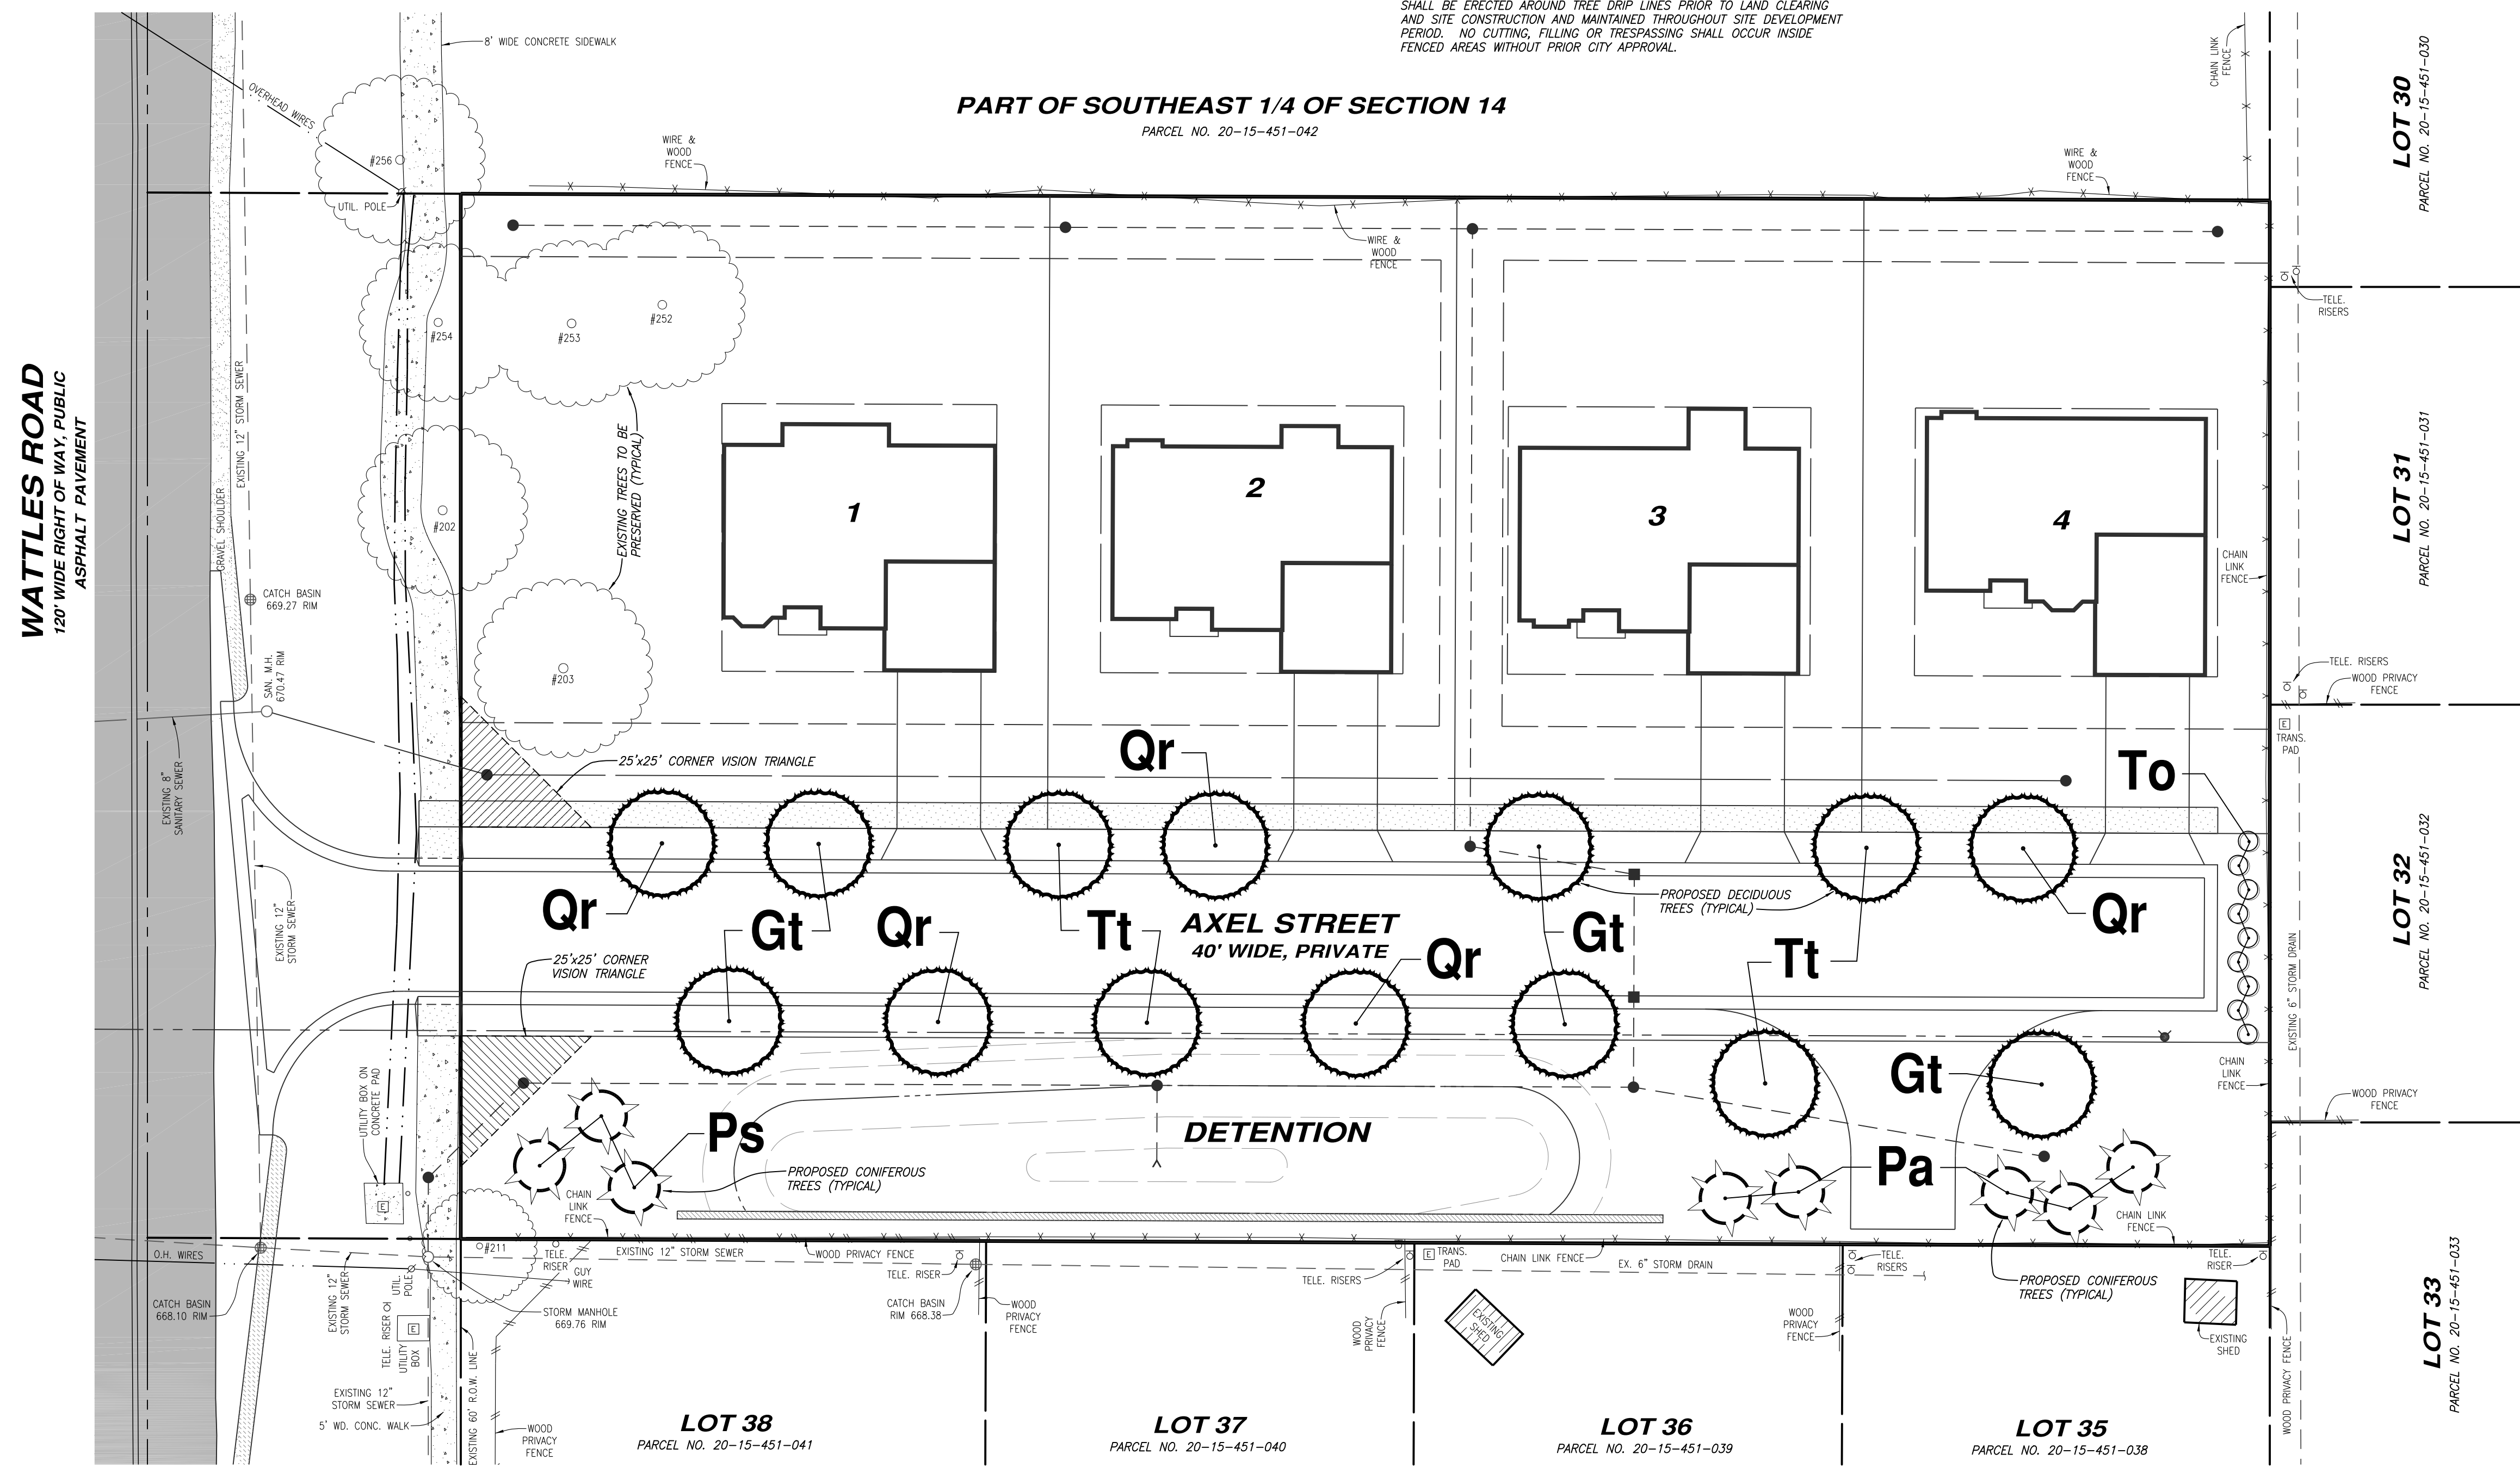 SHALL BE ERECTED AROUND TREE DRIP LINES PRIOR TO LAND CLEARING
AND SITE CONSTRUCTION AND MAINTAINED THROUGHOUT SITE DEVELOPMENT
PERIOD. NO CUTTING, FILLING OR TRESPASSING SHALL OCCUR INSIDE
FENCED AREAS WITHOUT PRIOR CITY APPROVAL.
8' WIDE CONCRETE SIDEWALK
OVERHEAD WIRES
#256
UTIL. POLE
PART OF SOUTHEAST 1/4 OF SECTION 14
PARCEL NO. 20-15-451-042
WIRE &
WOOD
FENCE
WIRE &
WOOD
FENCE
WIRE &
WOOD
FENCE
CHAIN LINK
FENCE
LOT 30
PARCEL NO. 20-15-451-030
TELE.
RISERS
#254
#253
#252
#202
#203
EXISTING TREES TO BE
PRESERVED (TYPICAL)
WATTLES ROAD
120' WIDE RIGHT OF WAY, PUBLIC
ASPHALT PAVEMENT
EXISTING 12" STORM SEWER
GRAVEL SHOULDER
CATCH BASIN
669.27 RIM
SAN. M.H.
670.47 RIM
EXISTING 8"
SANITARY SEWER
1
2
3
4
CHAIN
LINK
FENCE
LOT 31
PARCEL NO. 20-15-451-031
TELE. RISERS
WOOD PRIVACY
FENCE
E
TRANS.
PAD
25'x25' CORNER VISION TRIANGLE
Qr
To
Qr
Gt
Qr
Tt
AXEL STREET
40' WIDE, PRIVATE
Qr
Gt
PROPOSED DECIDUOUS
TREES (TYPICAL)
Tt
Qr
LOT 32
PARCEL NO. 20-15-451-032
EXISTING 12"
STORM SEWER
25'x25' CORNER
VISION TRIANGLE
EXISTING 6" STORM DRAIN
CHAIN
LINK
FENCE
WOOD PRIVACY
FENCE
UTILITY BOX ON
CONCRETE PAD
E
Ps
PROPOSED CONIFEROUS
TREES (TYPICAL)
DETENTION
Gt
Pa
CHAIN
LINK
FENCE
CHAIN LINK
FENCE
O.H. WIRES
#211
TELE.
RISER
GUY
WIRE
EXISTING 12" STORM SEWER
WOOD PRIVACY FENCE
TELE. RISER
E
TRANS.
PAD
TELE. RISERS
CHAIN LINK FENCE
EX. 6" STORM DRAIN
TELE.
RISERS
TELE.
RISER
PROPOSED CONIFEROUS
TREES (TYPICAL)
CATCH BASIN
668.10 RIM
EXISTING 12"
STORM SEWER
UTIL.
POLE
TELE. RISER
E
UTILITY
BOX
STORM MANHOLE
669.76 RIM
CATCH BASIN
RIM 668.38
WOOD
PRIVACY
FENCE
WOOD
PRIVACY
FENCE
EXISTING
SHED
WOOD
PRIVACY
FENCE
EXISTING
SHED
WOOD PRIVACY FENCE
LOT 33
PARCEL NO. 20-15-451-033
EXISTING 12"
STORM SEWER
5' WD. CONC. WALK
EXISTING 60' R.O.W. LINE
WOOD
PRIVACY
FENCE
LOT 38
PARCEL NO. 20-15-451-041
LOT 37
PARCEL NO. 20-15-451-040
LOT 36
PARCEL NO. 20-15-451-039
LOT 35
PARCEL NO. 20-15-451-038